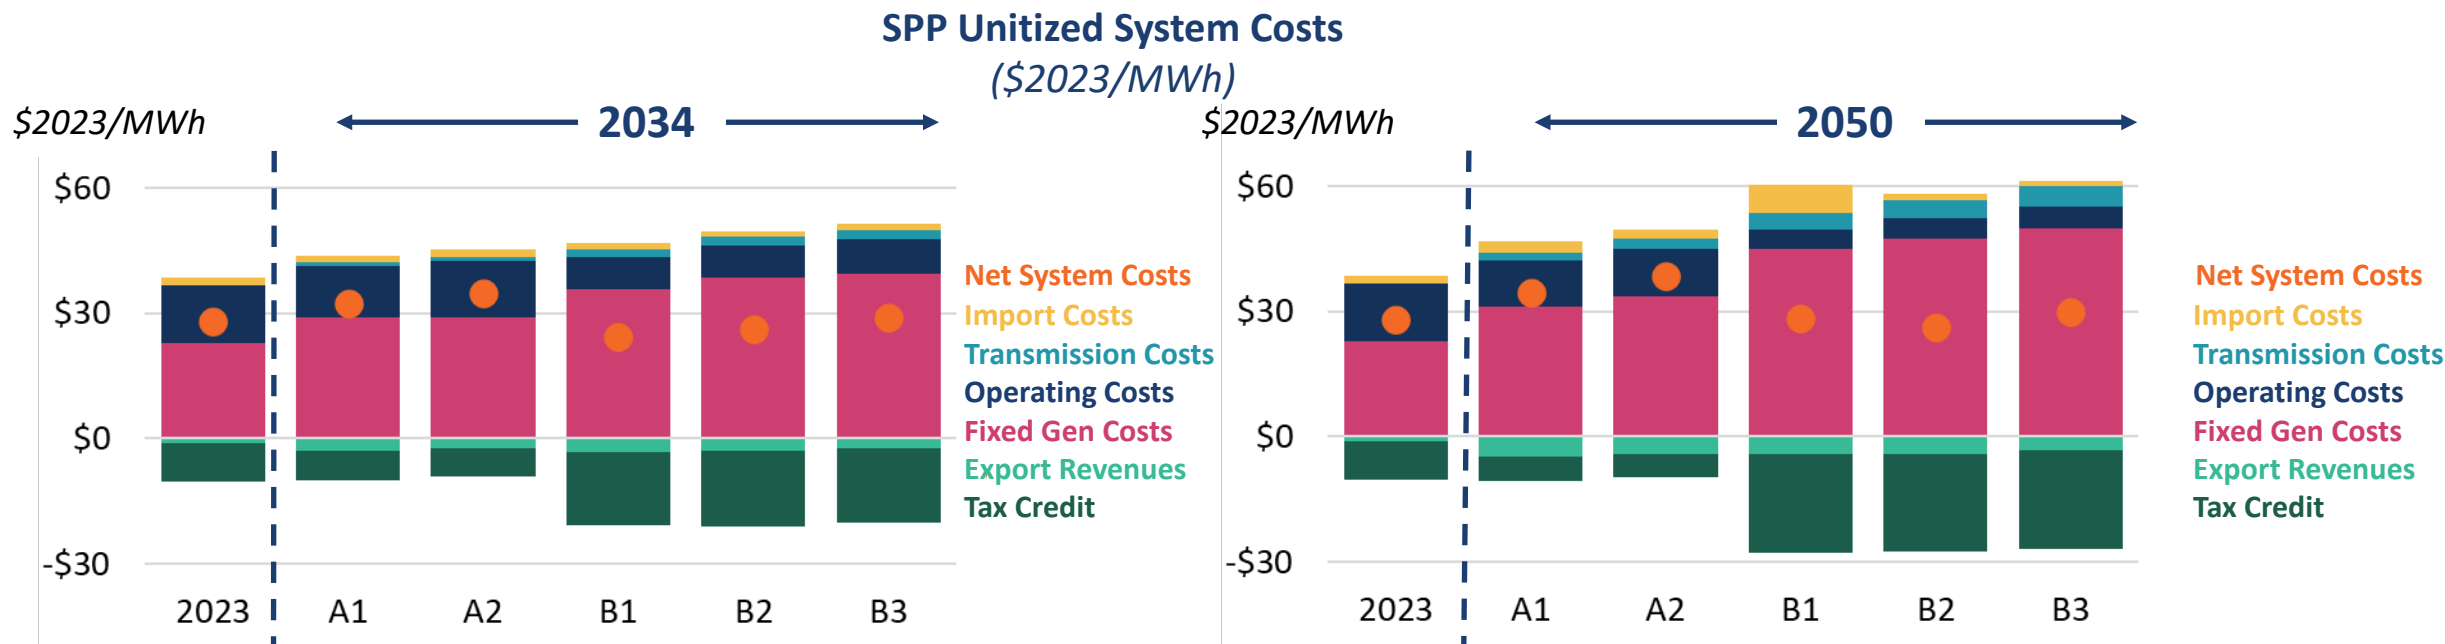 SPP Unitized System Costs
($2023/MWh)
$2023/MWh
2034
$60
$30
$0
-$30
2023
A1
A2
B1
B2
B3
Net System Costs
Import Costs
Transmission Costs
Operating Costs
Fixed Gen Costs
Export Revenues
Tax Credit
$2023/MWh
2050
$60
$30
$0
-$30
2023
A1
A2
B1
B2
B3
Net System Costs
Import Costs
Transmission Costs
Operating Costs
Fixed Gen Costs
Export Revenues
Tax Credit